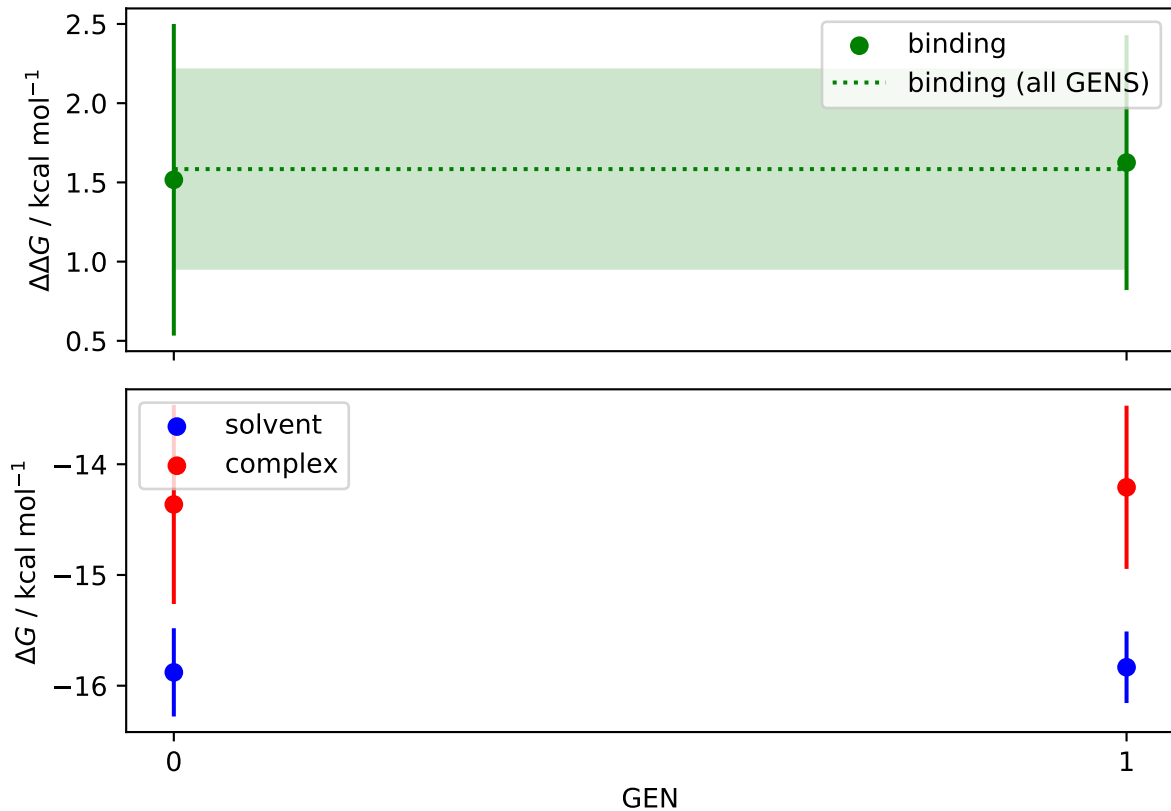 2.5
2.0
1.5
1.0
0.5
ΔΔG / kcal mol⁻¹
binding
binding (all GENS)
−14
−15
−16
ΔG / kcal mol⁻¹
solvent
complex
0
1
GEN